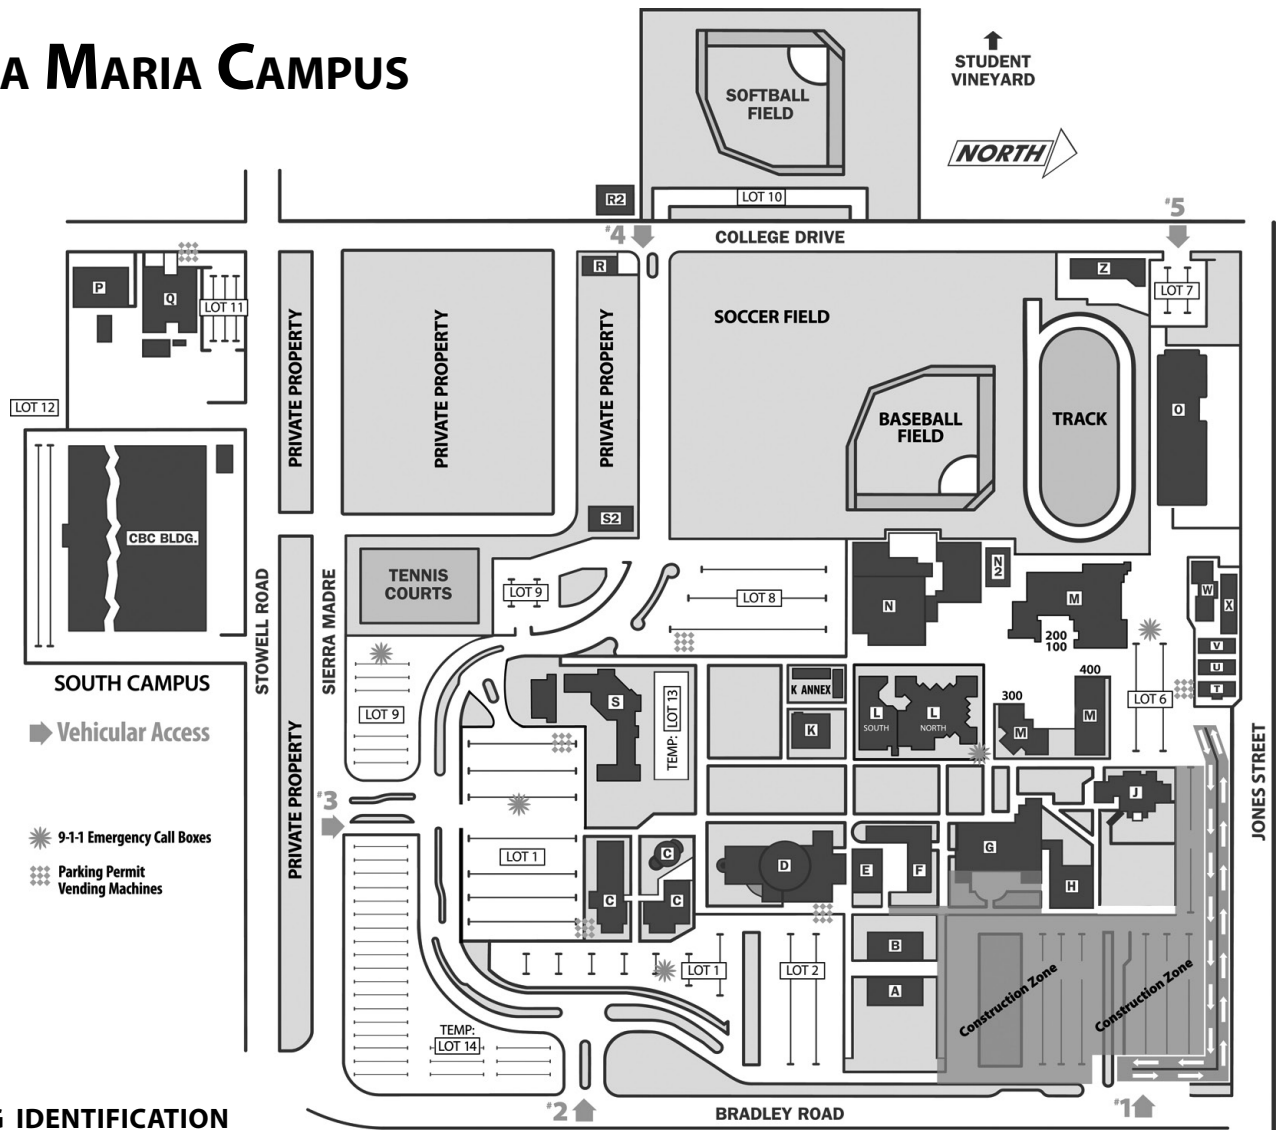 A MARIA CAMPUS
STUDENT
VINEYARD
NORTH
SOFTBALL
FIELD
LOT 10
R2
#4
#5
COLLEGE DRIVE
P
Q
LOT 11
LOT 12
CBC BLDG.
SOUTH CAMPUS
Vehicular Access
9-1-1 Emergency Call Boxes
Parking Permit
Vending Machines
STOWELL ROAD
PRIVATE PROPERTY
PRIVATE PROPERTY
SIERRA MADRE
PRIVATE PROPERTY
PRIVATE PROPERTY
R
S2
SOCCER FIELD
BASEBALL
FIELD
TRACK
Z
LOT 7
O
TENNIS
COURTS
LOT 9
LOT 8
N
N
2
M
200
100
W
X
V
U
T
LOT 6
LOT 9
S
TEMP: LOT 13
K ANNEX
K
L
SOUTH
L
NORTH
300
M
400
M
J
JONES STREET
#3
LOT 1
C
C
C
D
E
F
G
H
B
A
LOT 1
LOT 2
Construction Zone
Construction Zone
TEMP:
LOT 14
#2
BRADLEY ROAD
#1
G IDENTIFICATION